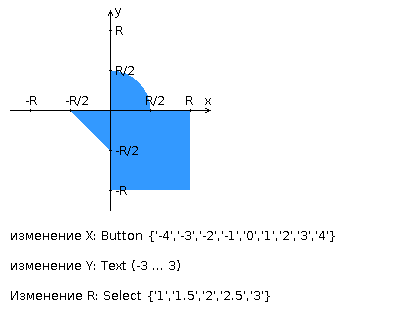 y
R
R/2
-R
-R/2
R/2
R
x
-R/2
-R
изменение X: Button {'-4','-3','-2','-1','0','1','2','3','4'}
изменение Y: Text (-3 ... 3)
Изменение R: Select {'1','1.5','2','2.5','3'}